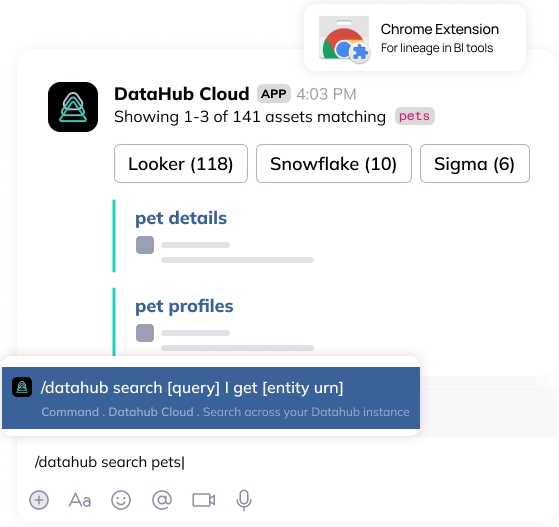 Chrome Extension
For lineage in BI tools
DataHub Cloud APP 4:03 PM
Showing 1-3 of 141 assets matching pets
Looker (118) Snowflake (10) Sigma (6)
pet details
pet profiles
/datahub search [query] I get [entity urn]
Command . Datahub Cloud . Search across your Datahub instance
/datahub search pets|
Aa